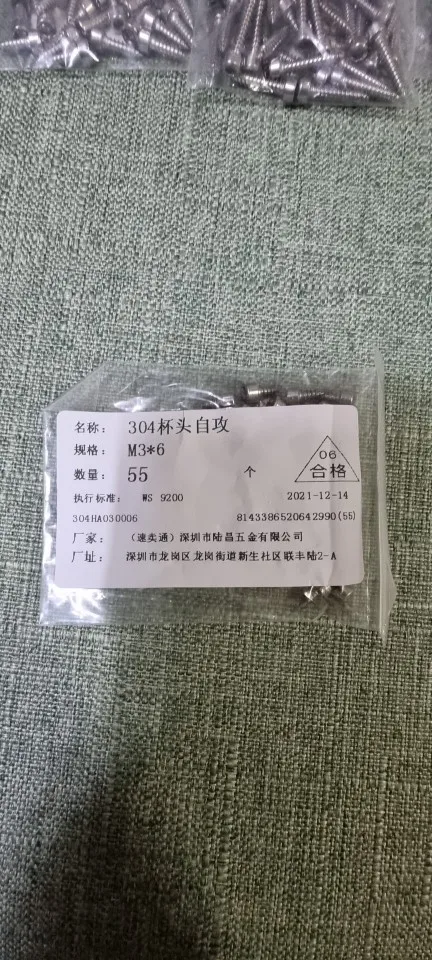 名称： 304杯头自攻
规格： M3*6
数量： 55 个
06
合格
执行标准： WS 9200 2021-12-14
304HA030006 8143386520642990(55)
厂家： （速卖通）深圳市陆昌五金有限公司
厂址： 深圳市龙岗区龙岗街道新生社区联丰陆2-A